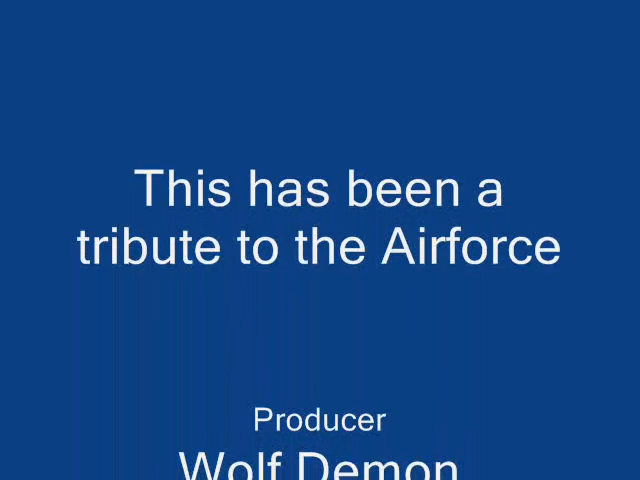 This has been a
tribute to the Airforce
Producer
Wolf Demon